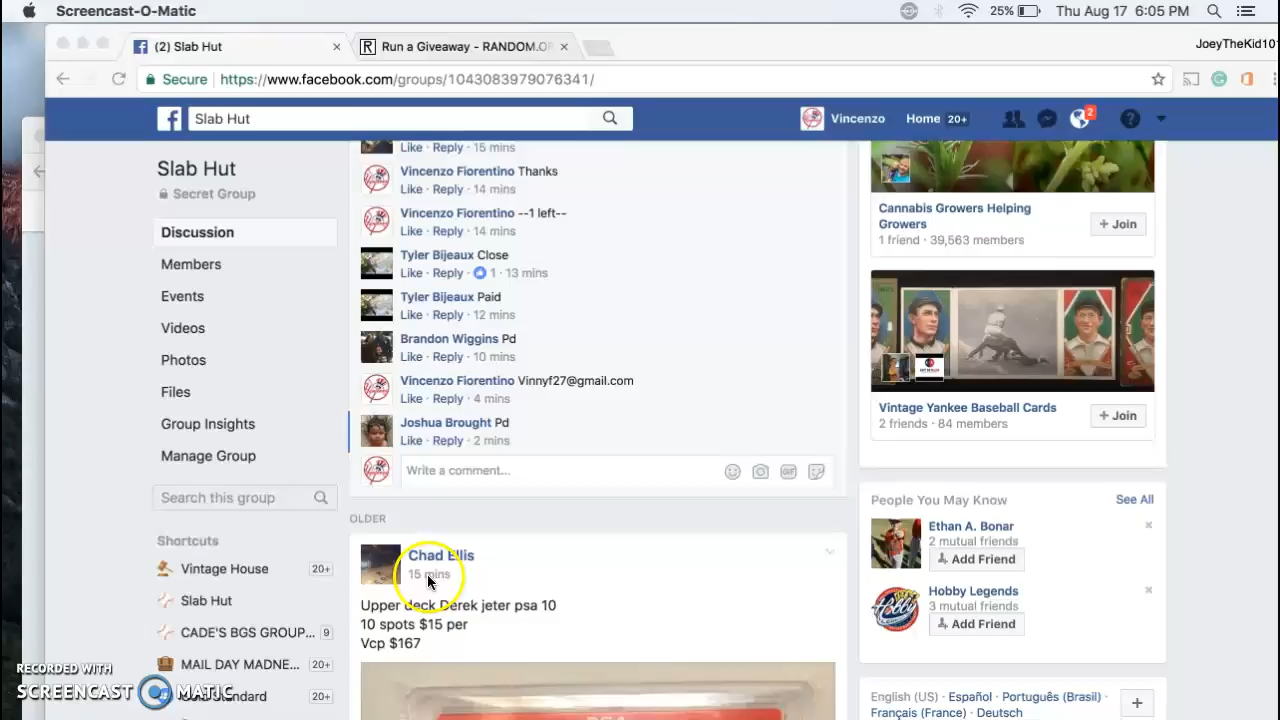 Screencast-O-Matic
25%
Thu Aug 17 6:05 PM
(2) Slab Hut
Run a Giveaway - RANDOM.OR
JoeyTheKid101
Secure
https://www.facebook.com/groups/1043083979076341/
Slab Hut
Vincenzo
Home 20+
2
Slab Hut
Secret Group
Discussion
Members
Events
Videos
Photos
Files
Group Insights
Manage Group
Search this group
Shortcuts
Vintage House 20+
Slab Hut
CADE'S BGS GROUP... 9
MAIL DAY MADNE... 20+
20+
Like · Reply · 15 mins
Vincenzo Fiorentino Thanks
Like · Reply · 14 mins
Vincenzo Fiorentino --1 left--
Like · Reply · 14 mins
Tyler Bijeaux Close
Like · Reply · 1 · 13 mins
Tyler Bijeaux Paid
Like · Reply · 12 mins
Brandon Wiggins Pd
Like · Reply · 10 mins
Vincenzo Fiorentino Vinnyf27@gmail.com
Like · Reply · 4 mins
Joshua Brought Pd
Like · Reply · 2 mins
Write a comment...
GIF
OLDER
Chad Ellis
15 mins
Upper deck Derek jeter psa 10
10 spots $15 per
Vcp $167
Cannabis Growers Helping
Growers
1 friend · 39,563 members
+ Join
Vintage Yankee Baseball Cards
2 friends · 84 members
+ Join
People You May Know
See All
Ethan A. Bonar
2 mutual friends
Add Friend
Hobby Legends
3 mutual friends
Add Friend
English (US) · Español · Português (Brasil) ·
Français (France) · Deutsch
RECORDED WITH
SCREENCAST MATIC